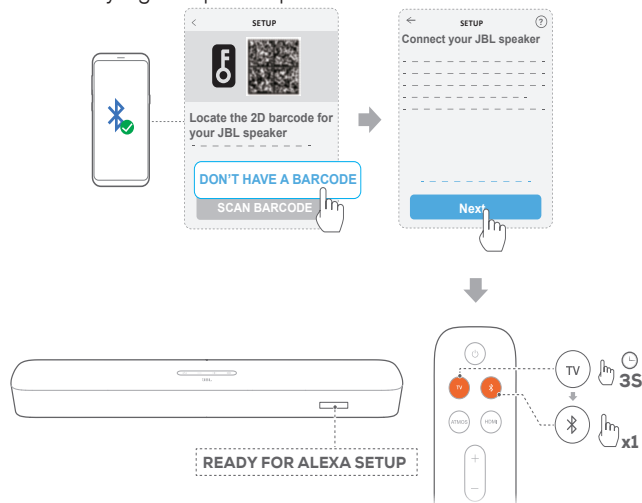 SETUP
Locate the 2D barcode for
your JBL speaker
DON'T HAVE A BARCODE
SCAN BARCODE
SETUP
?
Connect your JBL speaker
Next
JBL
READY FOR ALEXA SETUP
TV
ATMOS
HDMI
+
−
TV
3S
x1